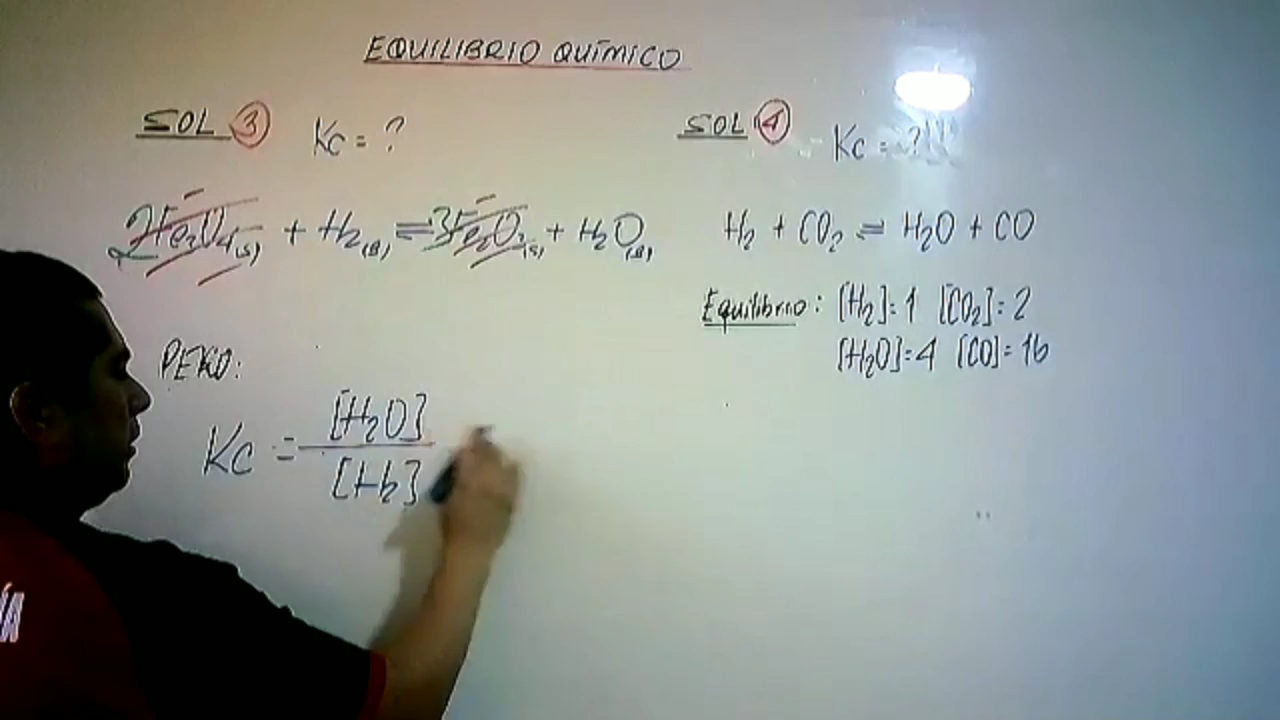 EQUILIBRIO QUÍMICO
SOL 3 Kc = ?
2Fe3O4(s) + H2(g) ⇌ 3Fe2O3(s) + H2O(g)
PERO:
Kc = [H2O] / [H2]
SOL 4 Kc = ?
H2 + CO2 ⇌ H2O + CO
Equilibrio: [H2]=1 [CO2]=2
[H2O]=4 [CO]=16
ÍA